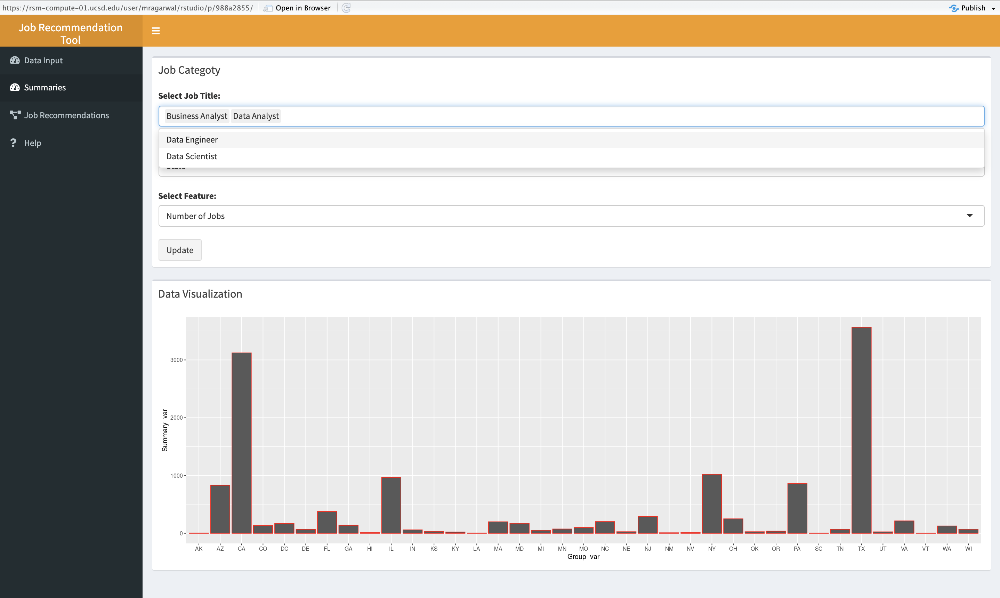 https://rsm-compute-01.ucsd.edu/user/mragarwal/rstudio/p/988a2855/ Open in Browser Publish
Job Recommendation
Tool
Data Input
Summaries
Job Recommendations
Help
Job Categoty
Select Job Title:
Business Analyst Data Analyst
Data Engineer
Data Scientist
State
Select Feature:
Number of Jobs
Update
Data Visualization
3000
2000
1000
0
Summary_var
AK AZ CA CO DC DE FL GA HI IL IN KS KY LA MA MD MI MN MO NC NE NJ NM NV NY OH OK OR PA SC TN TX UT VA VT WA WI
Group_var